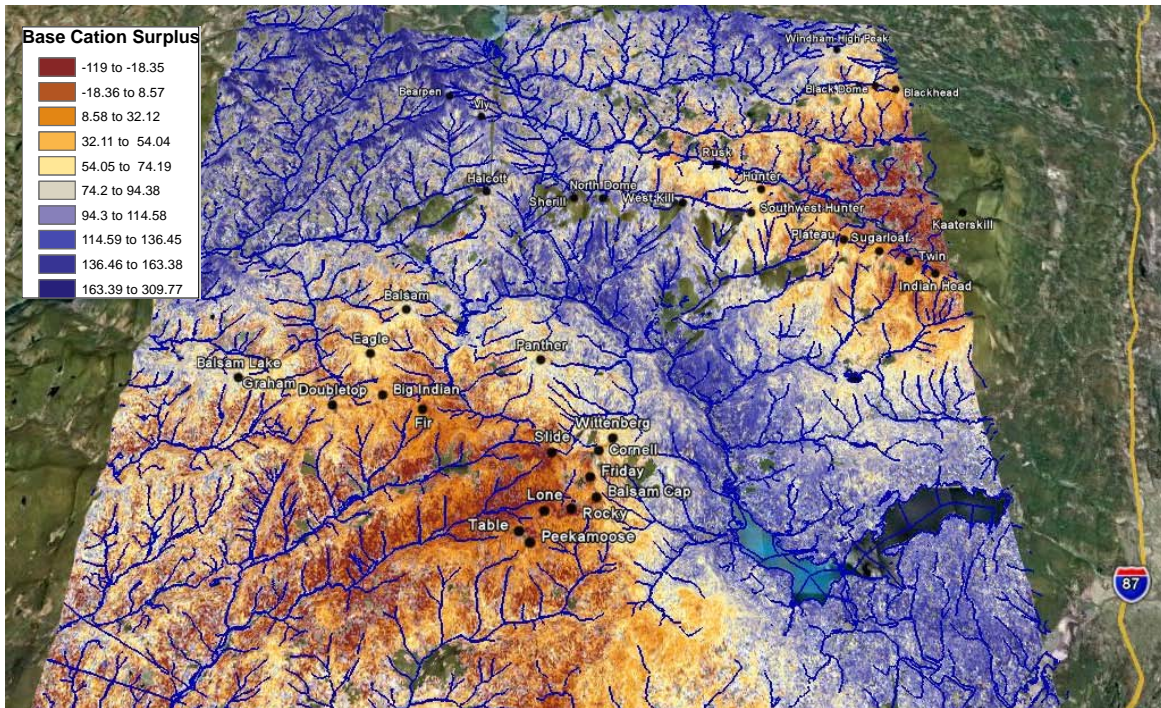 Base Cation Surplus
-119 to -18.35
-18.36 to 8.57
8.58 to 32.12
32.11 to 54.04
54.05 to 74.19
74.2 to 94.38
94.3 to 114.58
114.59 to 136.45
136.46 to 163.38
163.39 to 309.77
Windham High Peak
Black Dome
Blackhead
Bearpen
Vly
Rusk
Halcott
Hunter
North Dome
Sherill
West Kill
Southwest Hunter
Kaaterskill
Plateau
Sugarloaf
Twin
Indian Head
Balsam
Eagle
Panther
Balsam Lake
Graham
Doubletop
Big Indian
Fir
Wittenberg
Slide
Cornell
Friday
Balsam Cap
Lone
Rocky
Table
Peekamoose
87